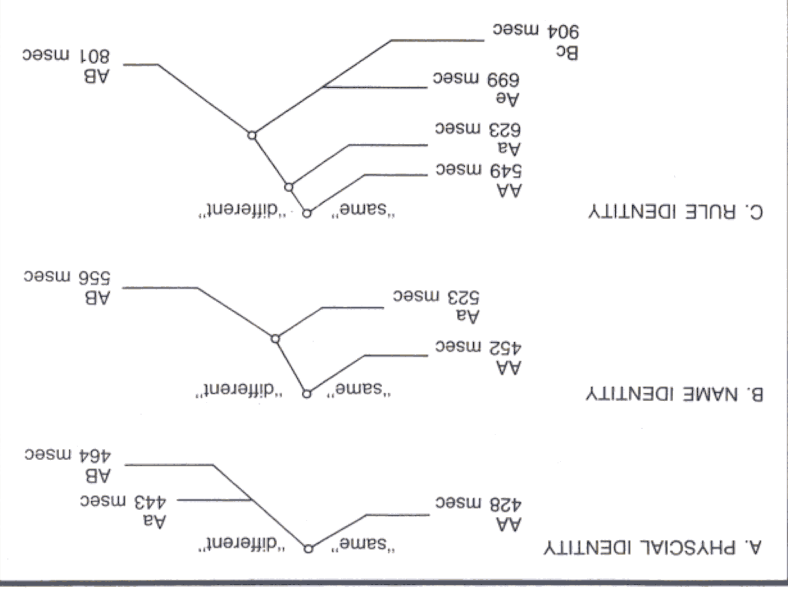 A. PHYSCIAL IDENTITY
"same" "different"
AA
428 msec
Aa
443 msec
AB
464 msec
B. NAME IDENTITY
"same" "different"
AA
452 msec
Aa
523 msec
AB
556 msec
C. RULE IDENTITY
"same" "different"
AA
549 msec
Aa
623 msec
Ae
699 msec
Bc
904 msec
AB
801 msec